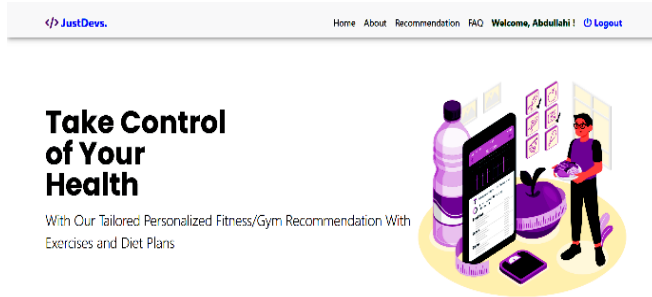 </> JustDevs.
Home About Recommendation FAQ Welcome, Abdullahi ! Logout
Take Control
of Your
Health
With Our Tailored Personalized Fitness/Gym Recommendation With
Exercises and Diet Plans